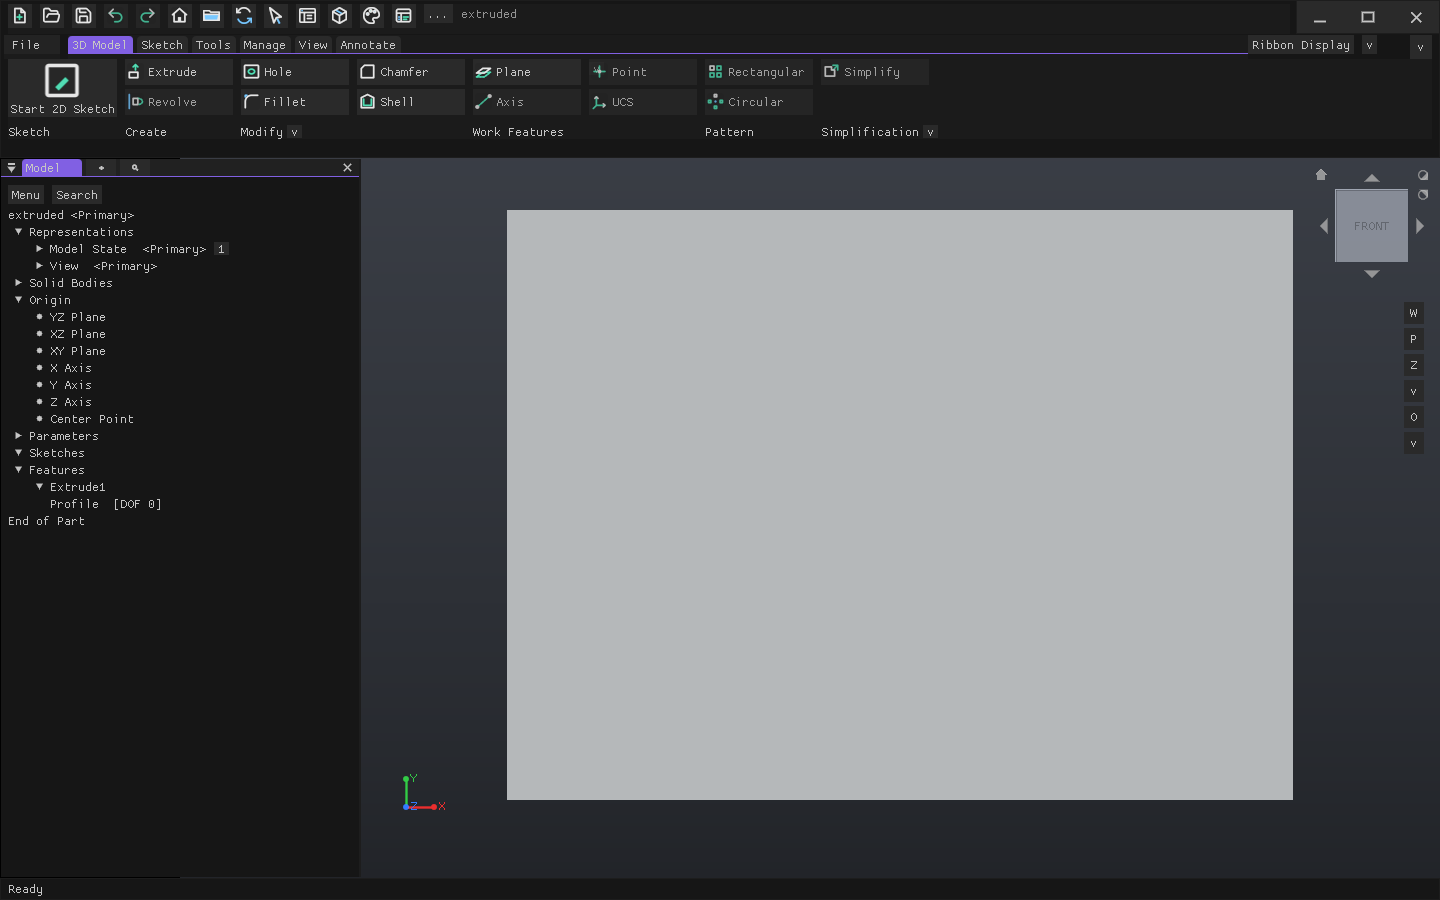 ... extruded
File 3D Model Sketch Tools Manage View Annotate Ribbon Display v v
Start 2D Sketch
Extrude Hole Chamfer Plane Point Rectangular Simplify
Revolve Fillet Shell Axis UCS Circular
Sketch Create Modify v Work Features Pattern Simplification v
Model
Menu Search
extruded <Primary>
Representations
Model State <Primary> 1
View <Primary>
Solid Bodies
Origin
YZ Plane
XZ Plane
XY Plane
X Axis
Y Axis
Z Axis
Center Point
Parameters
Sketches
Features
Extrude1
Profile [DOF 0]
End of Part
FRONT
W
P
Z
v
O
v
Y
Z X
Ready